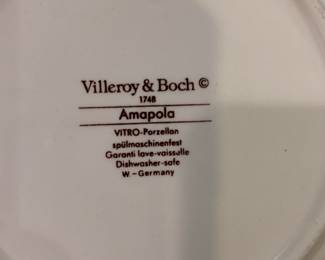 Villeroy & Boch ©
1748
Amapola
VITRO-Porzellan
spülmaschinenfest
Garanti lave-vaisselle
Dishwasher-safe
W.-Germany